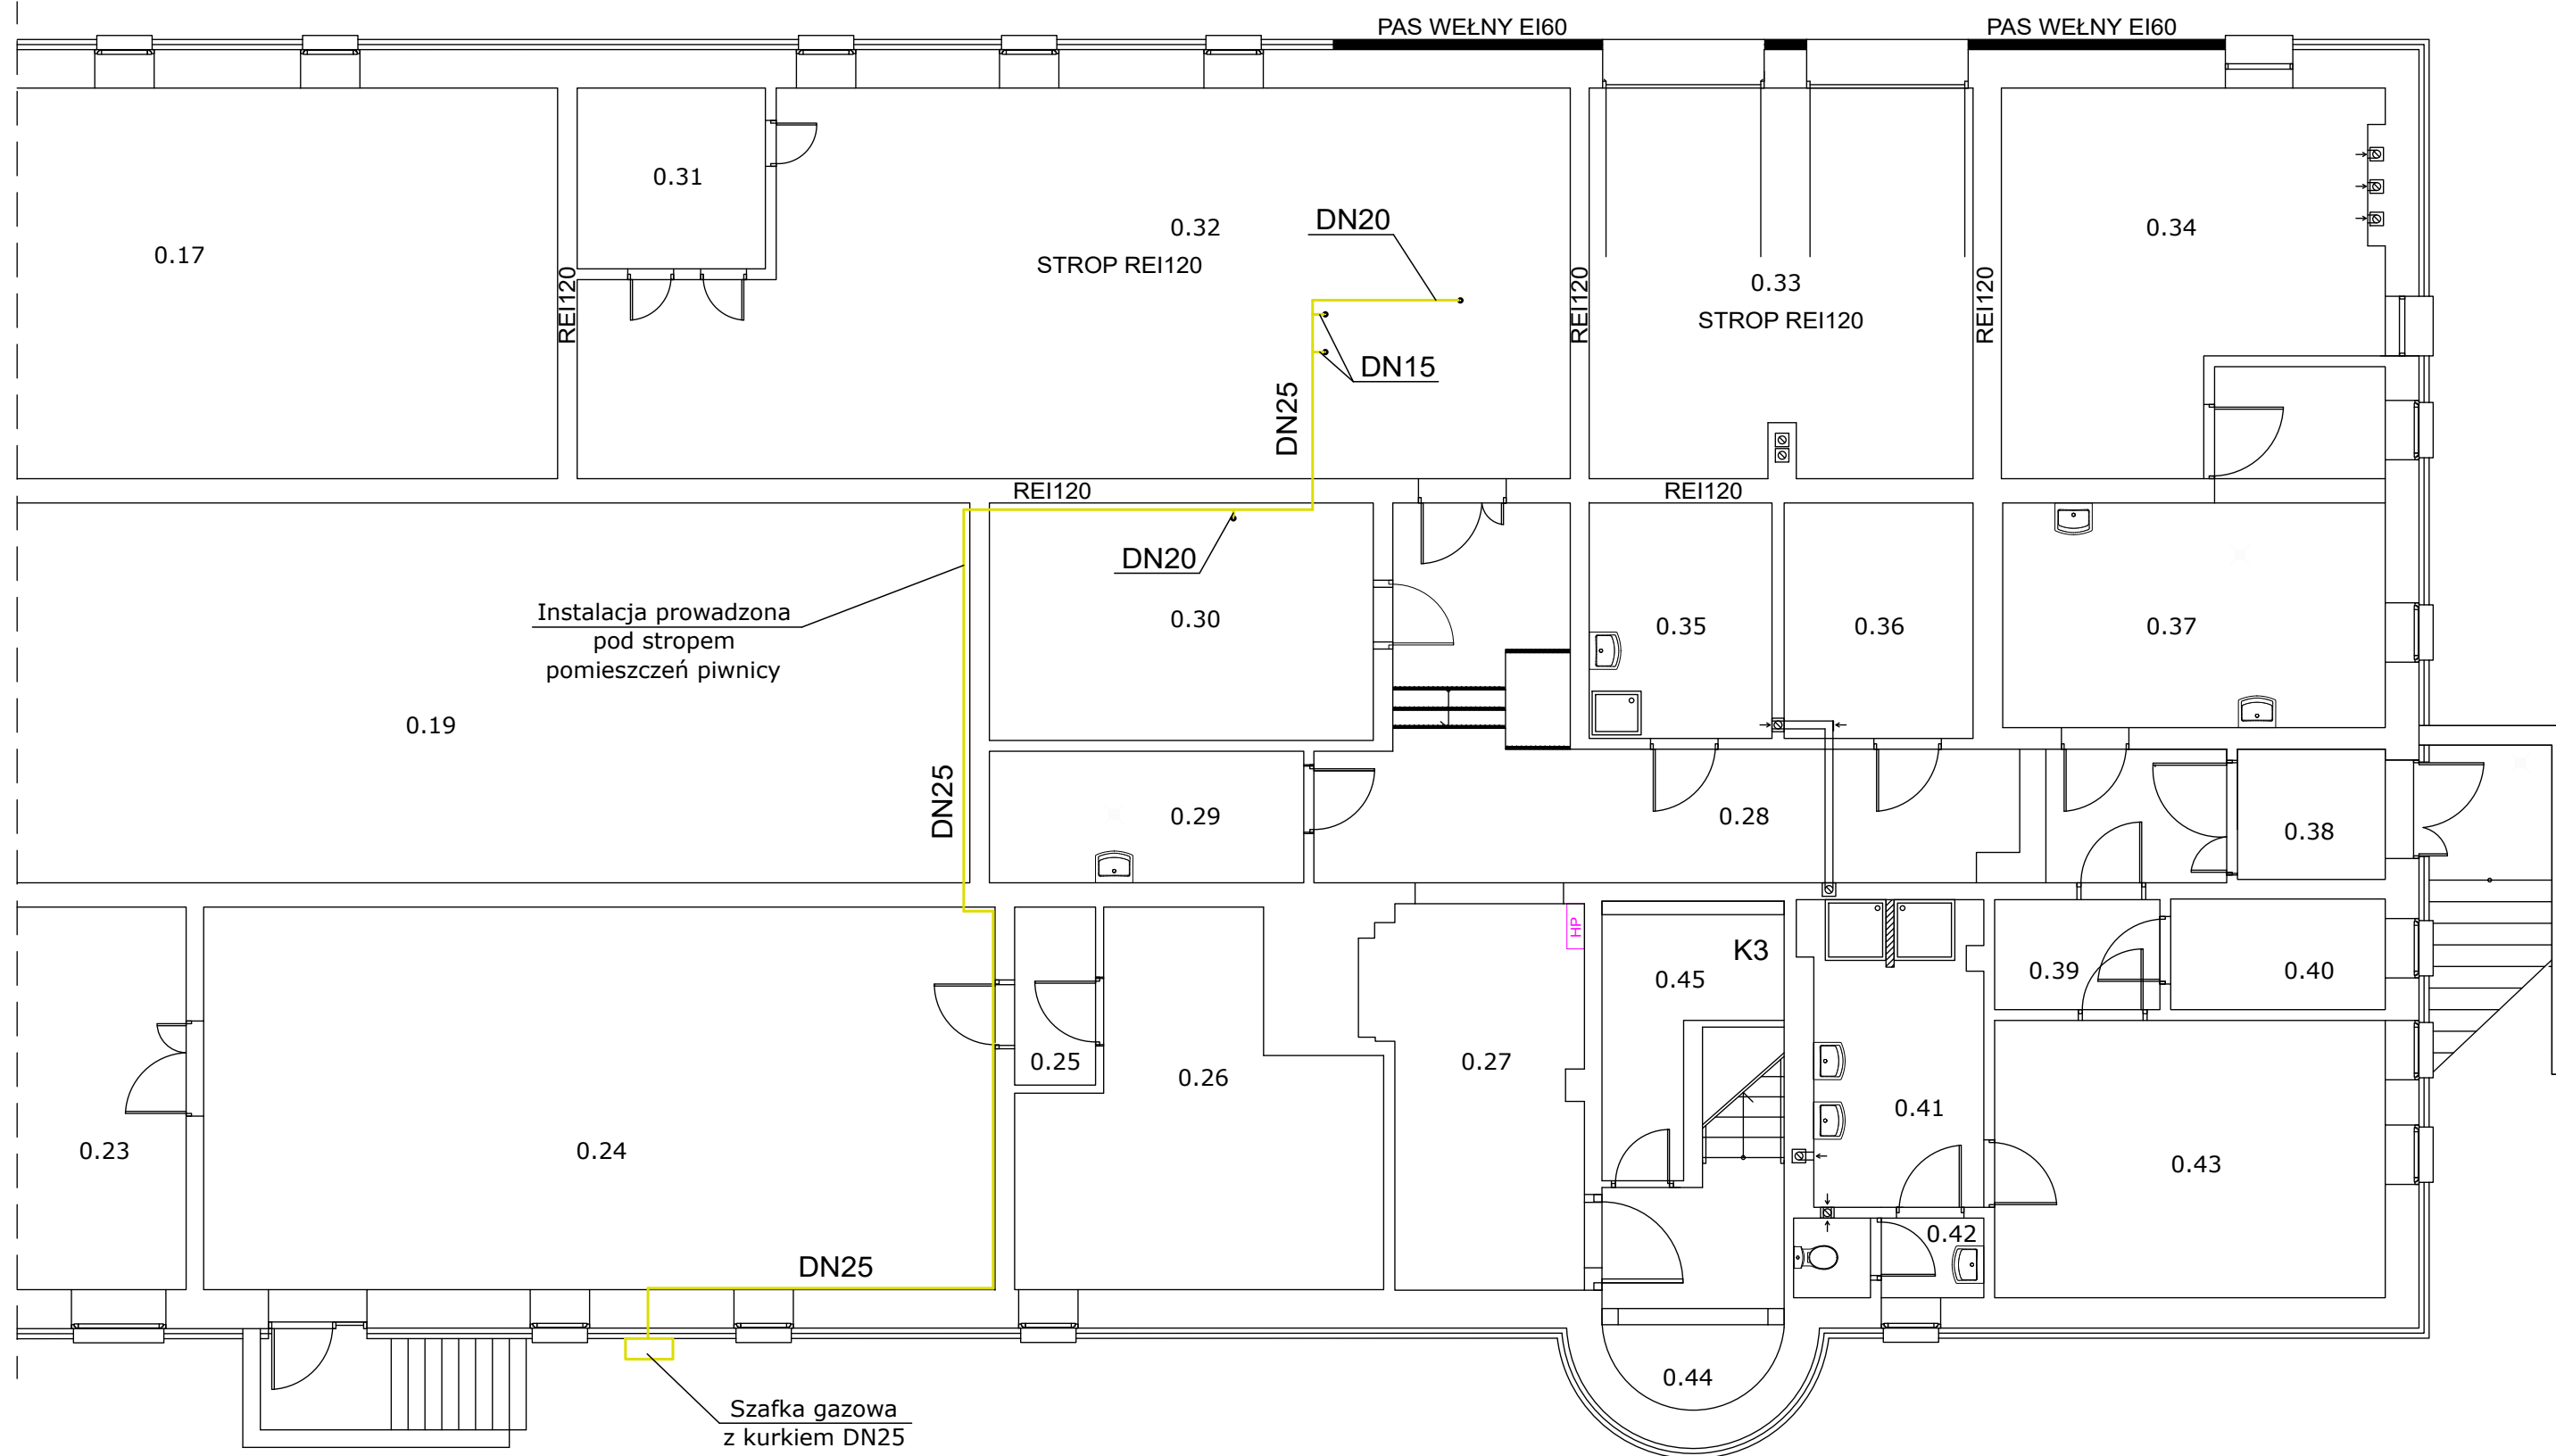 PAS WEŁNY EI60
PAS WEŁNY EI60
0.17
0.31
REI120
0.32
STROP REI120
DN20
DN15
DN25
REI120
0.33
STROP REI120
REI120
0.34
REI120
REI120
DN20
Instalacja prowadzona
pod stropem
pomieszczeń piwnicy
0.30
0.35
0.36
0.37
0.19
DN25
0.29
0.28
0.38
HP
K3
0.45
0.39
0.40
0.25
0.26
0.27
0.41
0.23
0.24
0.43
0.42
DN25
0.44
Szafka gazowa
z kurkiem DN25